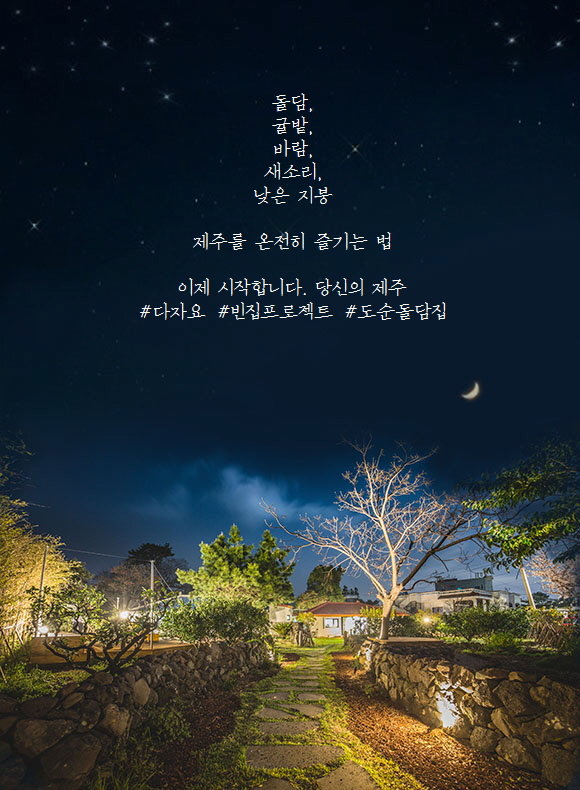 돌담,
귤밭,
바람,
새소리,
낮은 지붕
제주를 온전히 즐기는 법
이제 시작합니다. 당신의 제주
#다자요 #빈집프로젝트 #도순돌담집